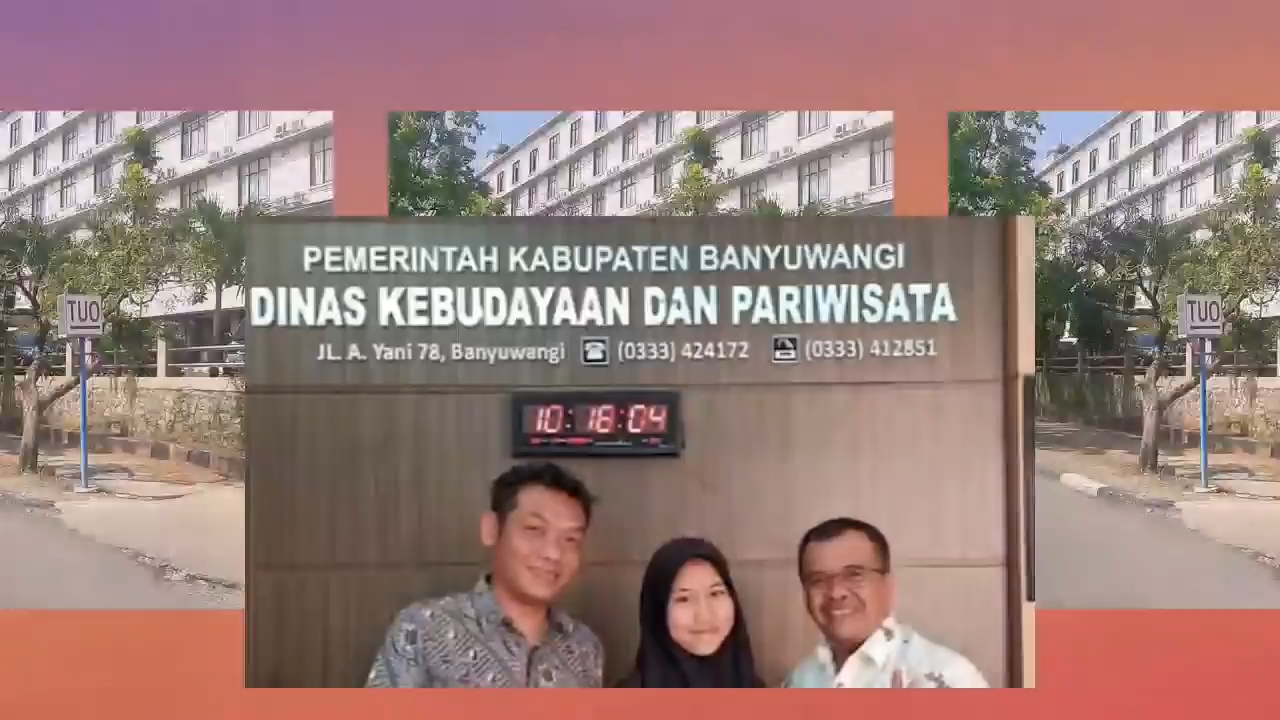 PEMERINTAH KABUPATEN BANYUWANGI
DINAS KEBUDAYAAN DAN PARIWISATA
JL. A. Yani 78, Banyuwangi (0333) 424172 (0333) 412851
10:16:04
TUO
TUO